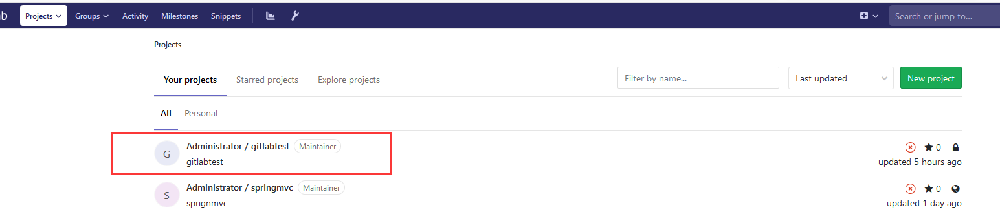 ab Projects Groups Activity Milestones Snippets Search or jump to...
Projects
Your projects Starred projects Explore projects Filter by name... Last updated New project
All Personal
G Administrator / gitlabtest Maintainer 0
gitlabtest updated 5 hours ago
S Administrator / springmvc Maintainer 0
sprignmvc updated 1 day ago